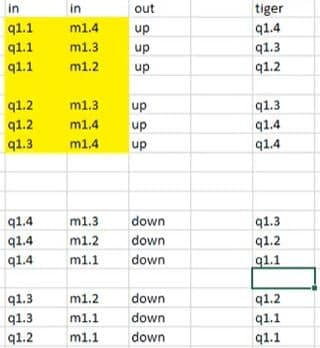 in in out tiger
q1.1 m1.4 up q1.4
q1.1 m1.3 up q1.3
q1.1 m1.2 up q1.2
q1.2 m1.3 up q1.3
q1.2 m1.4 up q1.4
q1.3 m1.4 up q1.4
q1.4 m1.3 down q1.3
q1.4 m1.2 down q1.2
q1.4 m1.1 down q1.1
q1.3 m1.2 down q1.2
q1.3 m1.1 down q1.1
q1.2 m1.1 down q1.1